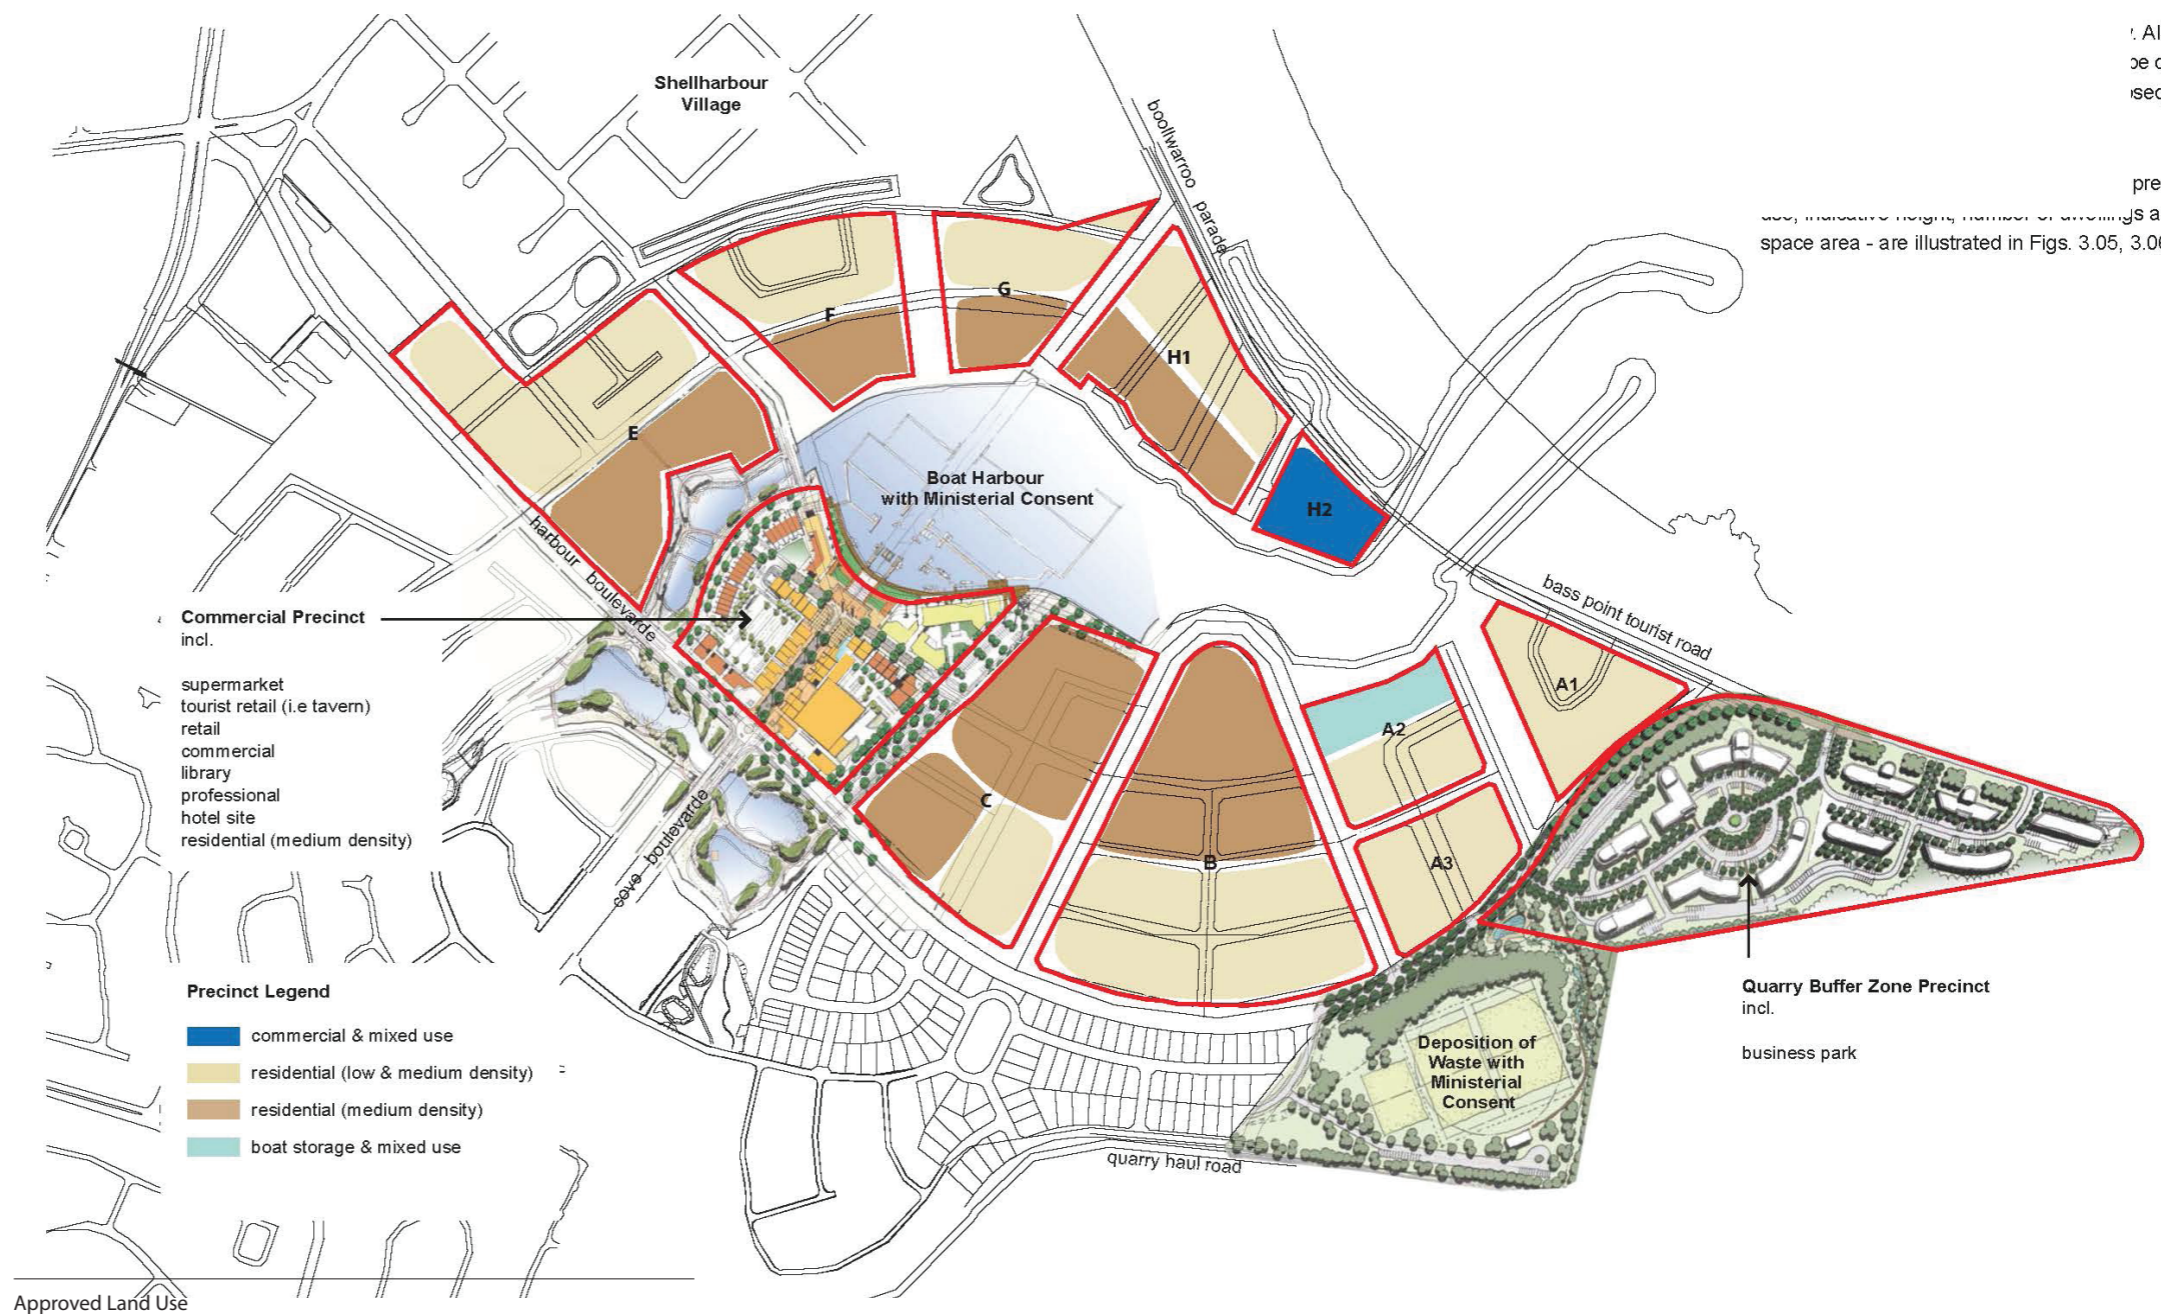 Shellharbour
Village
boollwarroo parade
space area - are illustrated in Figs. 3.05, 3.0
F
G
H1
E
Boat Harbour
with Ministerial Consent
H2
harbour boulevarde
bass point tourist road
Commercial Precinct
incl.
supermarket
tourist retail (i.e tavern)
retail
commercial
library
professional
hotel site
residential (medium density)
A1
A2
C
B
A3
cove boulevarde
Quarry Buffer Zone Precinct
incl.
business park
Precinct Legend
commercial & mixed use
residential (low & medium density)
residential (medium density)
boat storage & mixed use
Deposition of
Waste with
Ministerial
Consent
quarry haul road
Approved Land Use